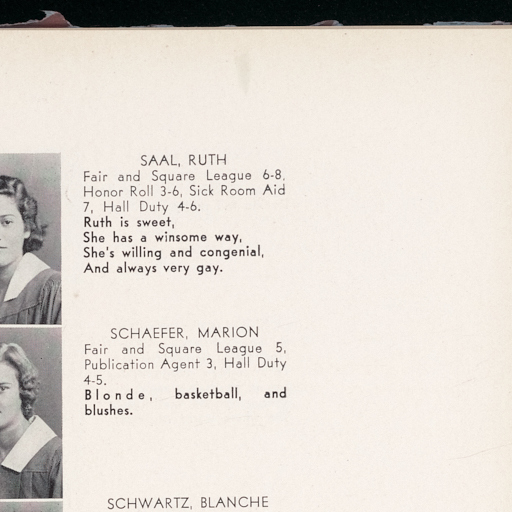 SAAL, RUTH
Fair and Square League 6-8,
Honor Roll 3-6, Sick Room Aid
7, Hall Duty 4-6.
Ruth is sweet,
She has a winsome way,
She's willing and congenial,
And always very gay.
SCHAEFER, MARION
Fair and Square League 5,
Publication Agent 3, Hall Duty
4-5.
Blonde, basketball, and
blushes.
SCHWARTZ, BLANCHE